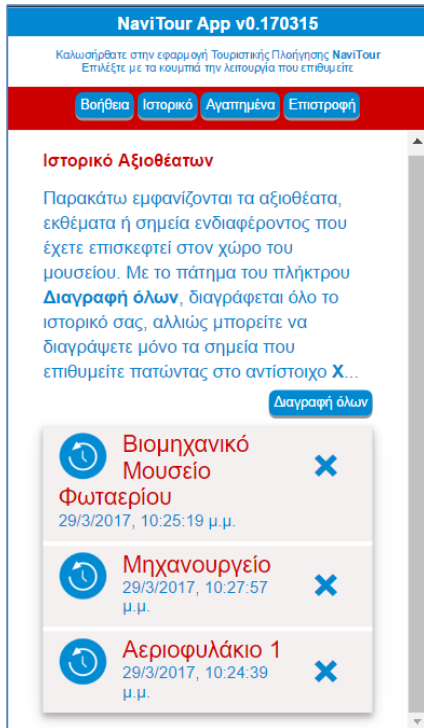 NaviTour App v0.170315
Καλωσήρθατε στην εφαρμογή Τουριστικής Πλοήγησης NaviTour
Επιλέξτε με τα κουμπιά την λειτουργία που επιθυμείτε
Βοήθεια Ιστορικό Αγαπημένα Επιστροφή
Ιστορικό Αξιοθέατων
Παρακάτω εμφανίζονται τα αξιοθέατα,
εκθέματα ή σημεία ενδιαφέροντος που
έχετε επισκεφτεί στον χώρο του
μουσείου. Με το πάτημα του πλήκτρου
Διαγραφή όλων, διαγράφεται όλο το
ιστορικό σας, αλλιώς μπορείτε να
διαγράψετε μόνο τα σημεία που
επιθυμείτε πατώντας στο αντίστοιχο X...
Διαγραφή όλων
Βιομηχανικό
Μουσείο
Φωταερίου
29/3/2017, 10:25:19 μ.μ.
Μηχανουργείο
29/3/2017, 10:27:57
μ.μ.
Αεριοφυλάκιο 1
29/3/2017, 10:24:39
μ.μ.